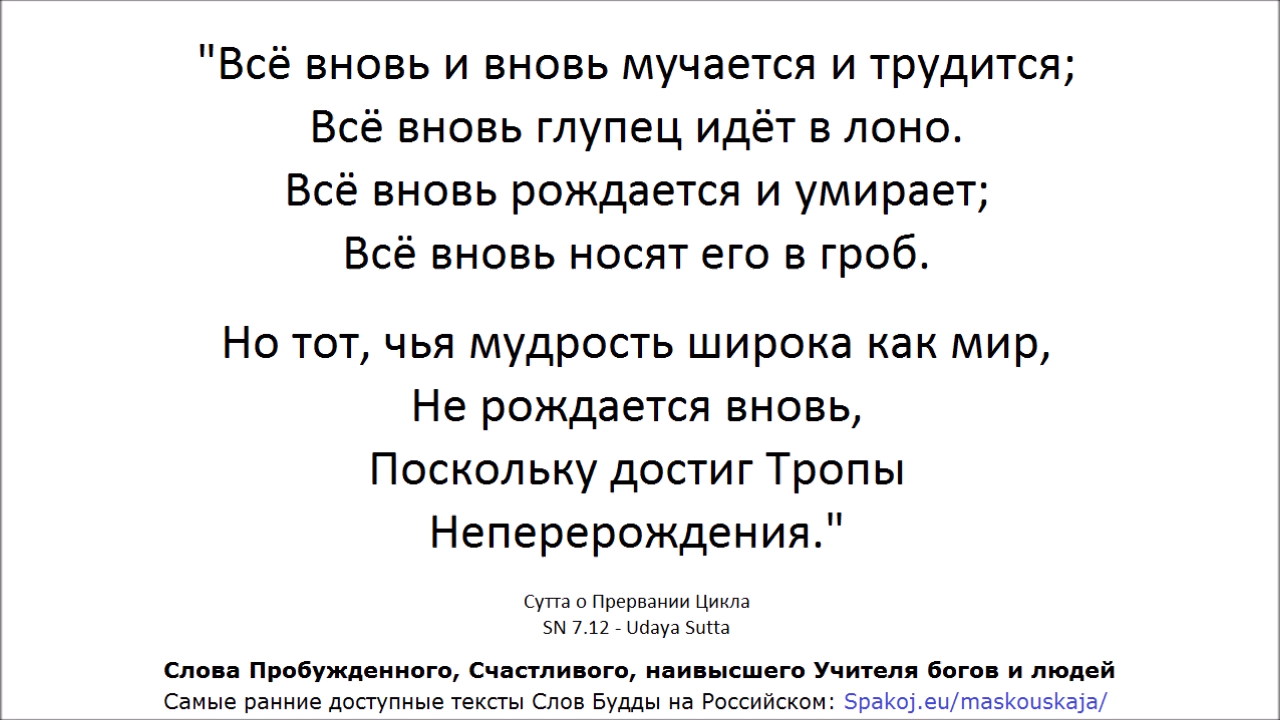 "Всё вновь и вновь мучается и трудится;
Всё вновь глупец идёт в лоно.
Всё вновь рождается и умирает;
Всё вновь носят его в гроб.
Но тот, чья мудрость широка как мир,
Не рождается вновь,
Поскольку достиг Тропы
Неперерождения."
Сутта о Прервании Цикла
SN 7.12 - Udaya Sutta
Слова Пробужденного, Счастливого, наивысшего Учителя богов и людей
Самые ранние доступные тексты Слов Будды на Российском: Spakoj.eu/maskouskaja/